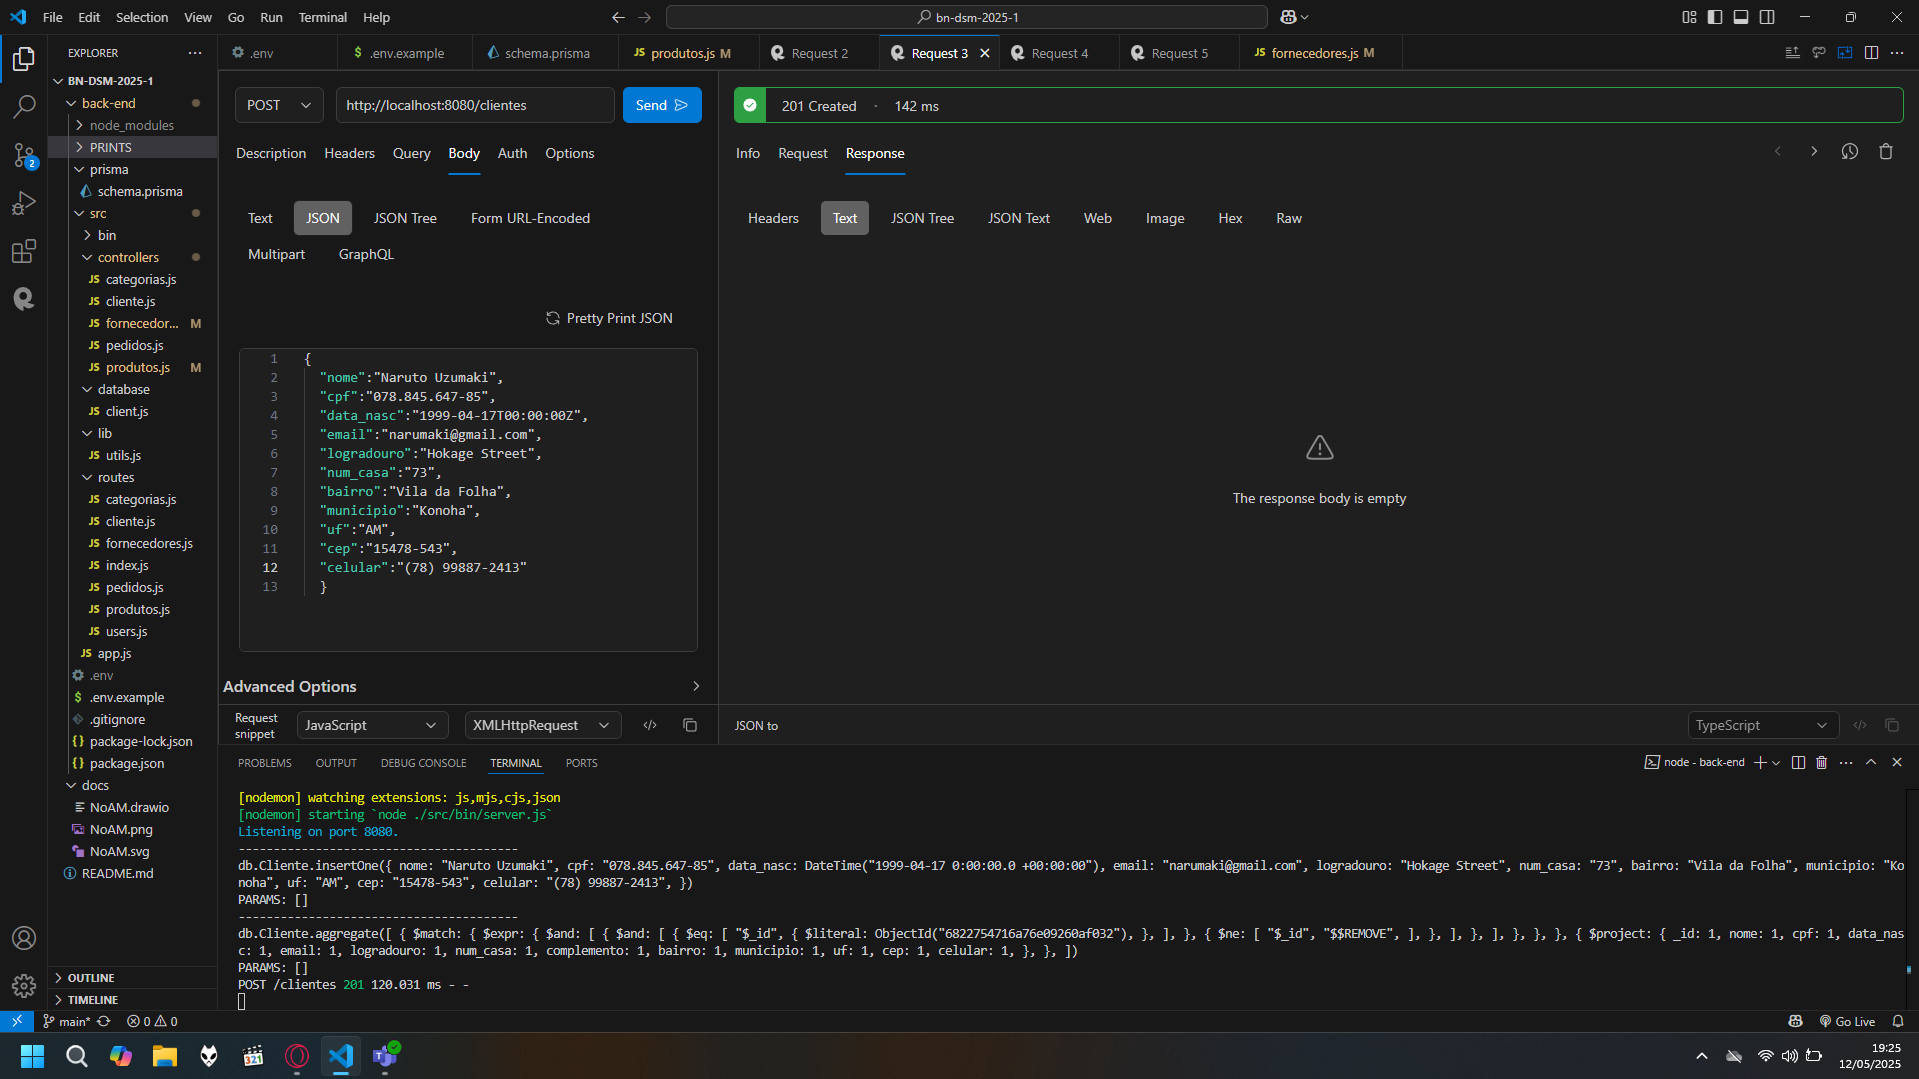 File Edit Selection View Go Run Terminal Help
bn-dsm-2025-1
EXPLORER
.env
.env.example
schema.prisma
produtos.js M
Request 2
Request 3
Request 4
Request 5
fornecedores.js M
BN-DSM-2025-1
back-end
node_modules
PRINTS
prisma
schema.prisma
src
bin
controllers
categorias.js
cliente.js
fornecedor... M
pedidos.js
produtos.js M
database
client.js
lib
utils.js
routes
categorias.js
cliente.js
fornecedores.js
index.js
pedidos.js
produtos.js
users.js
app.js
.env
.env.example
.gitignore
package-lock.json
package.json
docs
NoAM.drawio
NoAM.png
NoAM.svg
README.md
OUTLINE
TIMELINE
2
POST
http://localhost:8080/clientes
Send
Description Headers Query Body Auth Options
Text JSON JSON Tree Form URL-Encoded
Multipart GraphQL
Pretty Print JSON
1 {
2 "nome":"Naruto Uzumaki",
3 "cpf":"078.845.647-85",
4 "data_nasc":"1999-04-17T00:00:00Z",
5 "email":"narumaki@gmail.com",
6 "logradouro":"Hokage Street",
7 "num_casa":"73",
8 "bairro":"Vila da Folha",
9 "municipio":"Konoha",
10 "uf":"AM",
11 "cep":"15478-543",
12 "celular":"(78) 99887-2413"
13 }
Advanced Options
Request snippet
JavaScript
XMLHttpRequest
201 Created · 142 ms
Info Request Response
Headers Text JSON Tree JSON Text Web Image Hex Raw
The response body is empty
JSON to
TypeScript
PROBLEMS OUTPUT DEBUG CONSOLE TERMINAL PORTS
node - back-end
[nodemon] watching extensions: js,mjs,cjs,json
[nodemon] starting `node ./src/bin/server.js`
Listening on port 8080.
------------------------------------
db.Cliente.insertOne({ nome: "Naruto Uzumaki", cpf: "078.845.647-85", data_nasc: DateTime("1999-04-17 0:00:00.0 +00:00:00"), email: "narumaki@gmail.com", logradouro: "Hokage Street", num_casa: "73", bairro: "Vila da Folha", municipio: "Ko
noha", uf: "AM", cep: "15478-543", celular: "(78) 99887-2413", })
PARAMS: []
------------------------------------
db.Cliente.aggregate([ { $match: { $expr: { $and: [ { $and: [ { $eq: [ "$_id", { $literal: ObjectId("6822754716a76e09260af032"), }, ], }, { $ne: [ "$_id", "$$REMOVE", ], }, ], }, ], }, }, }, { $project: { _id: 1, nome: 1, cpf: 1, data_nas
c: 1, email: 1, logradouro: 1, num_casa: 1, complemento: 1, bairro: 1, municipio: 1, uf: 1, cep: 1, celular: 1, }, }, ])
PARAMS: []
POST /clientes 201 120.031 ms - -
main* 0 0
Go Live
321
19:25
12/05/2025